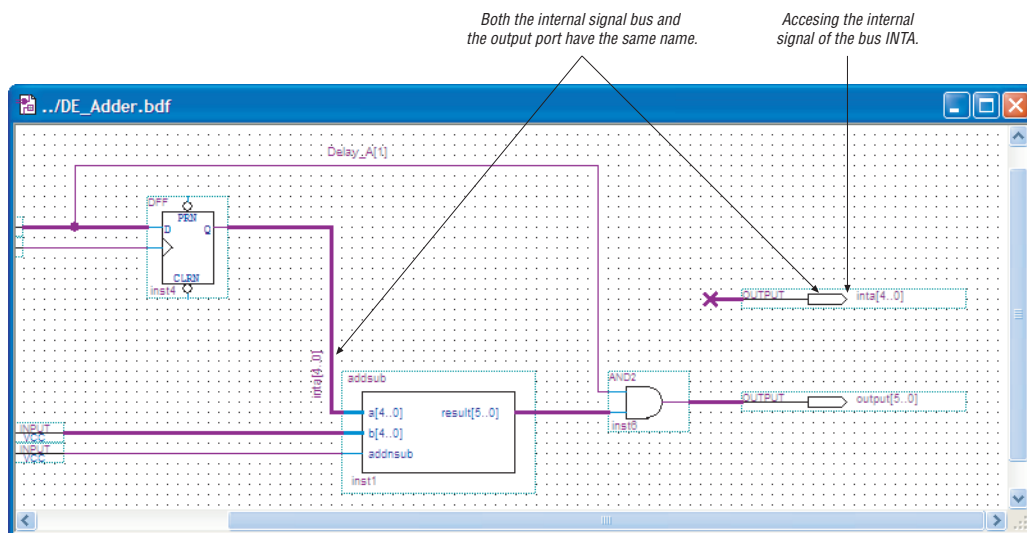 Both the internal signal bus and
the output port have the same name.
Accesing the internal
signal of the bus INTA.
../DE_Adder.bdf
Delay_A[1]
DFF
PRN
D
Q
CLRN
inst4
inta[4..0]
OUTPUT
inta[4..0]
addsub
a[4..0]
result[5..0]
b[4..0]
addnsub
inst1
AND2
inst6
OUTPUT
output[5..0]
INPUT
VCC
INPUT
VCC